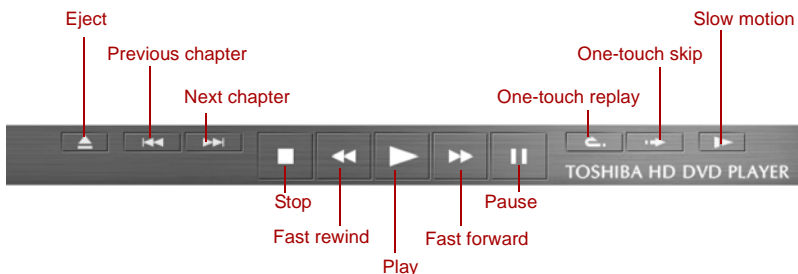 Eject
Slow motion
Previous chapter
One-touch skip
Next chapter
One-touch replay
TOSHIBA HD DVD PLAYER
Stop
Pause
Fast rewind
Fast forward
Play